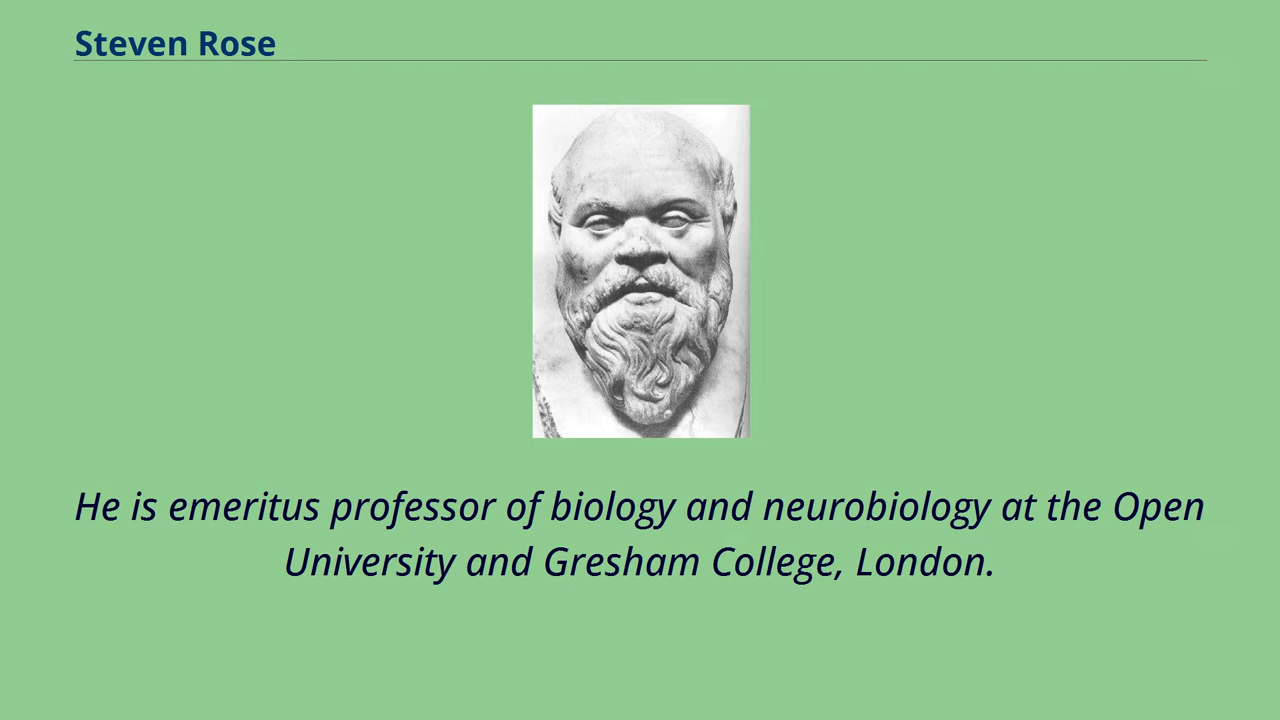 Steven Rose
He is emeritus professor of biology and neurobiology at the Open
University and Gresham College, London.